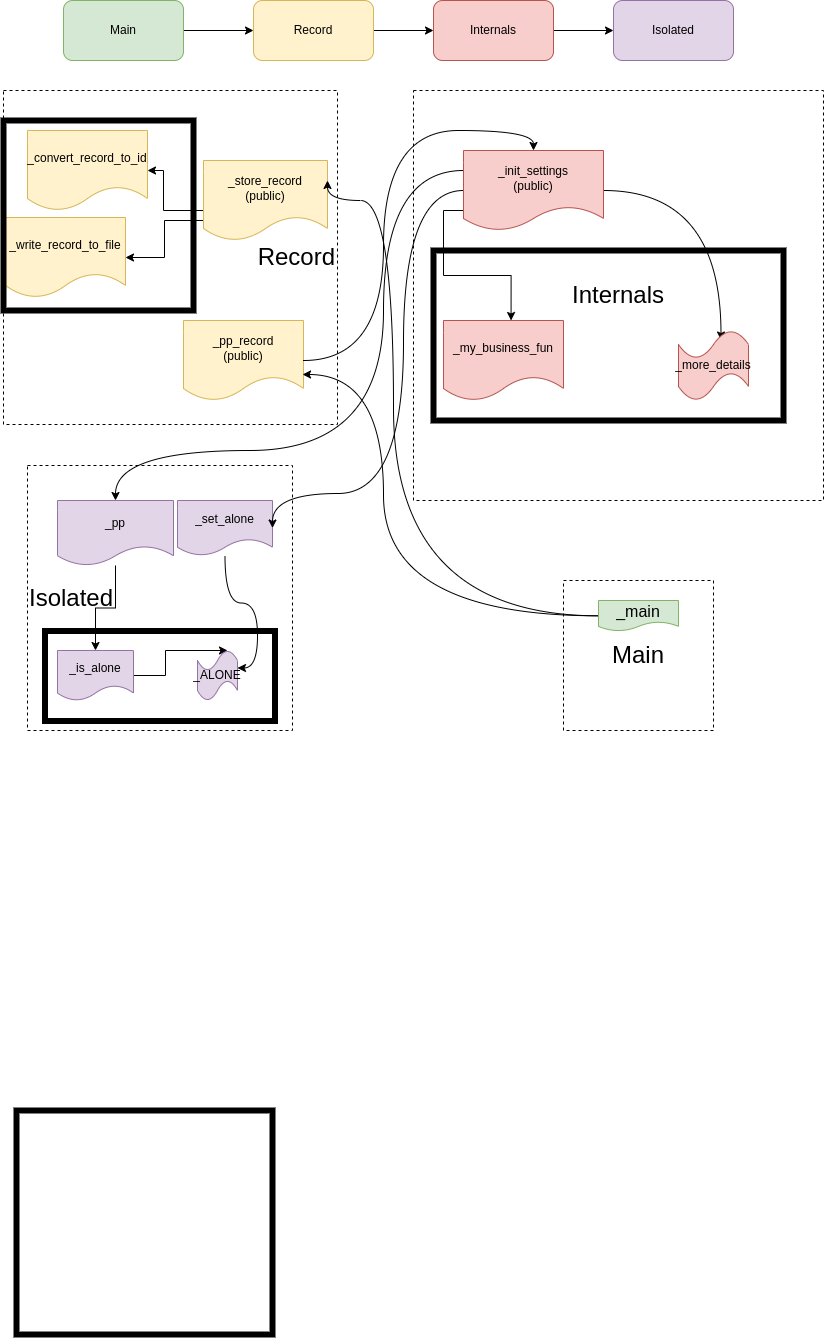 Main
Record
Internals
Isolated
_convert_record_to_id
_store_record
(public)
_write_record_to_file
Record
_pp_record
(public)
_init_settings
(public)
Internals
_my_business_fun
_more_details
_pp
_set_alone
Isolated
_is_alone
_ALONE
_main
Main